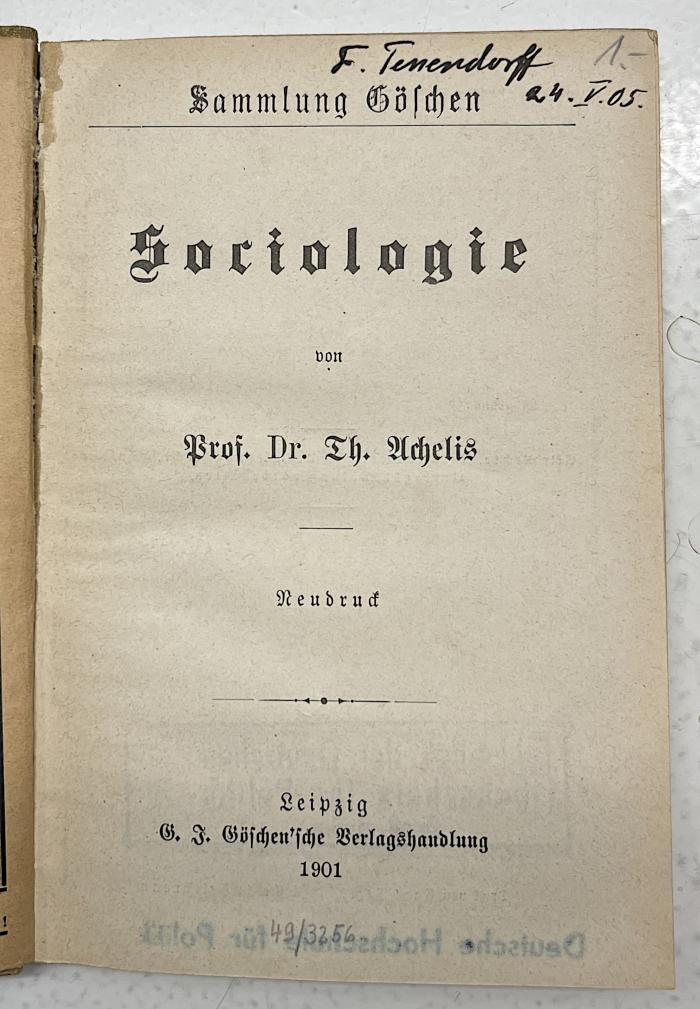 F. Tenendorff 1.-
24. V. 05.
Sammlung Göschen
Sociologie
von
Prof. Dr. Th. Achelis
Neudruck
Leipzig
G. J. Göschen'sche Verlagshandlung
1901
49/3256
Deutsche Hochschule für Politik